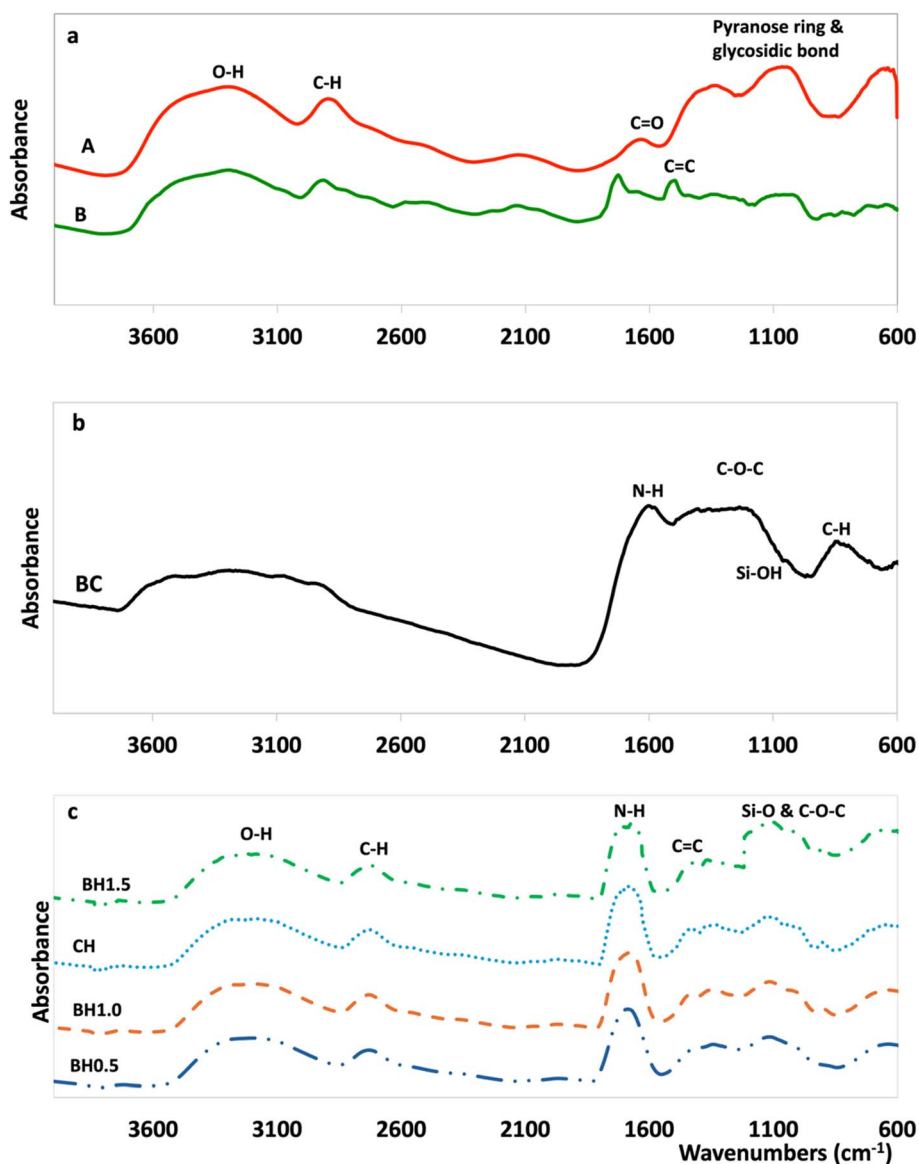 a
Pyranose ring &
glycosidic bond
O-H
C-H
C=O
C=C
A
B
Absorbance
3600 3100 2600 2100 1600 1100 600
b
C-O-C
N-H
C-H
Si-OH
BC
Absorbance
3600 3100 2600 2100 1600 1100 600
c
N-H
Si-O & C-O-C
O-H
C-H
C=C
BH1.5
CH
BH1.0
BH0.5
Absorbance
3600 3100 2600 2100 1600 1100 600
Wavenumbers (cm⁻¹)